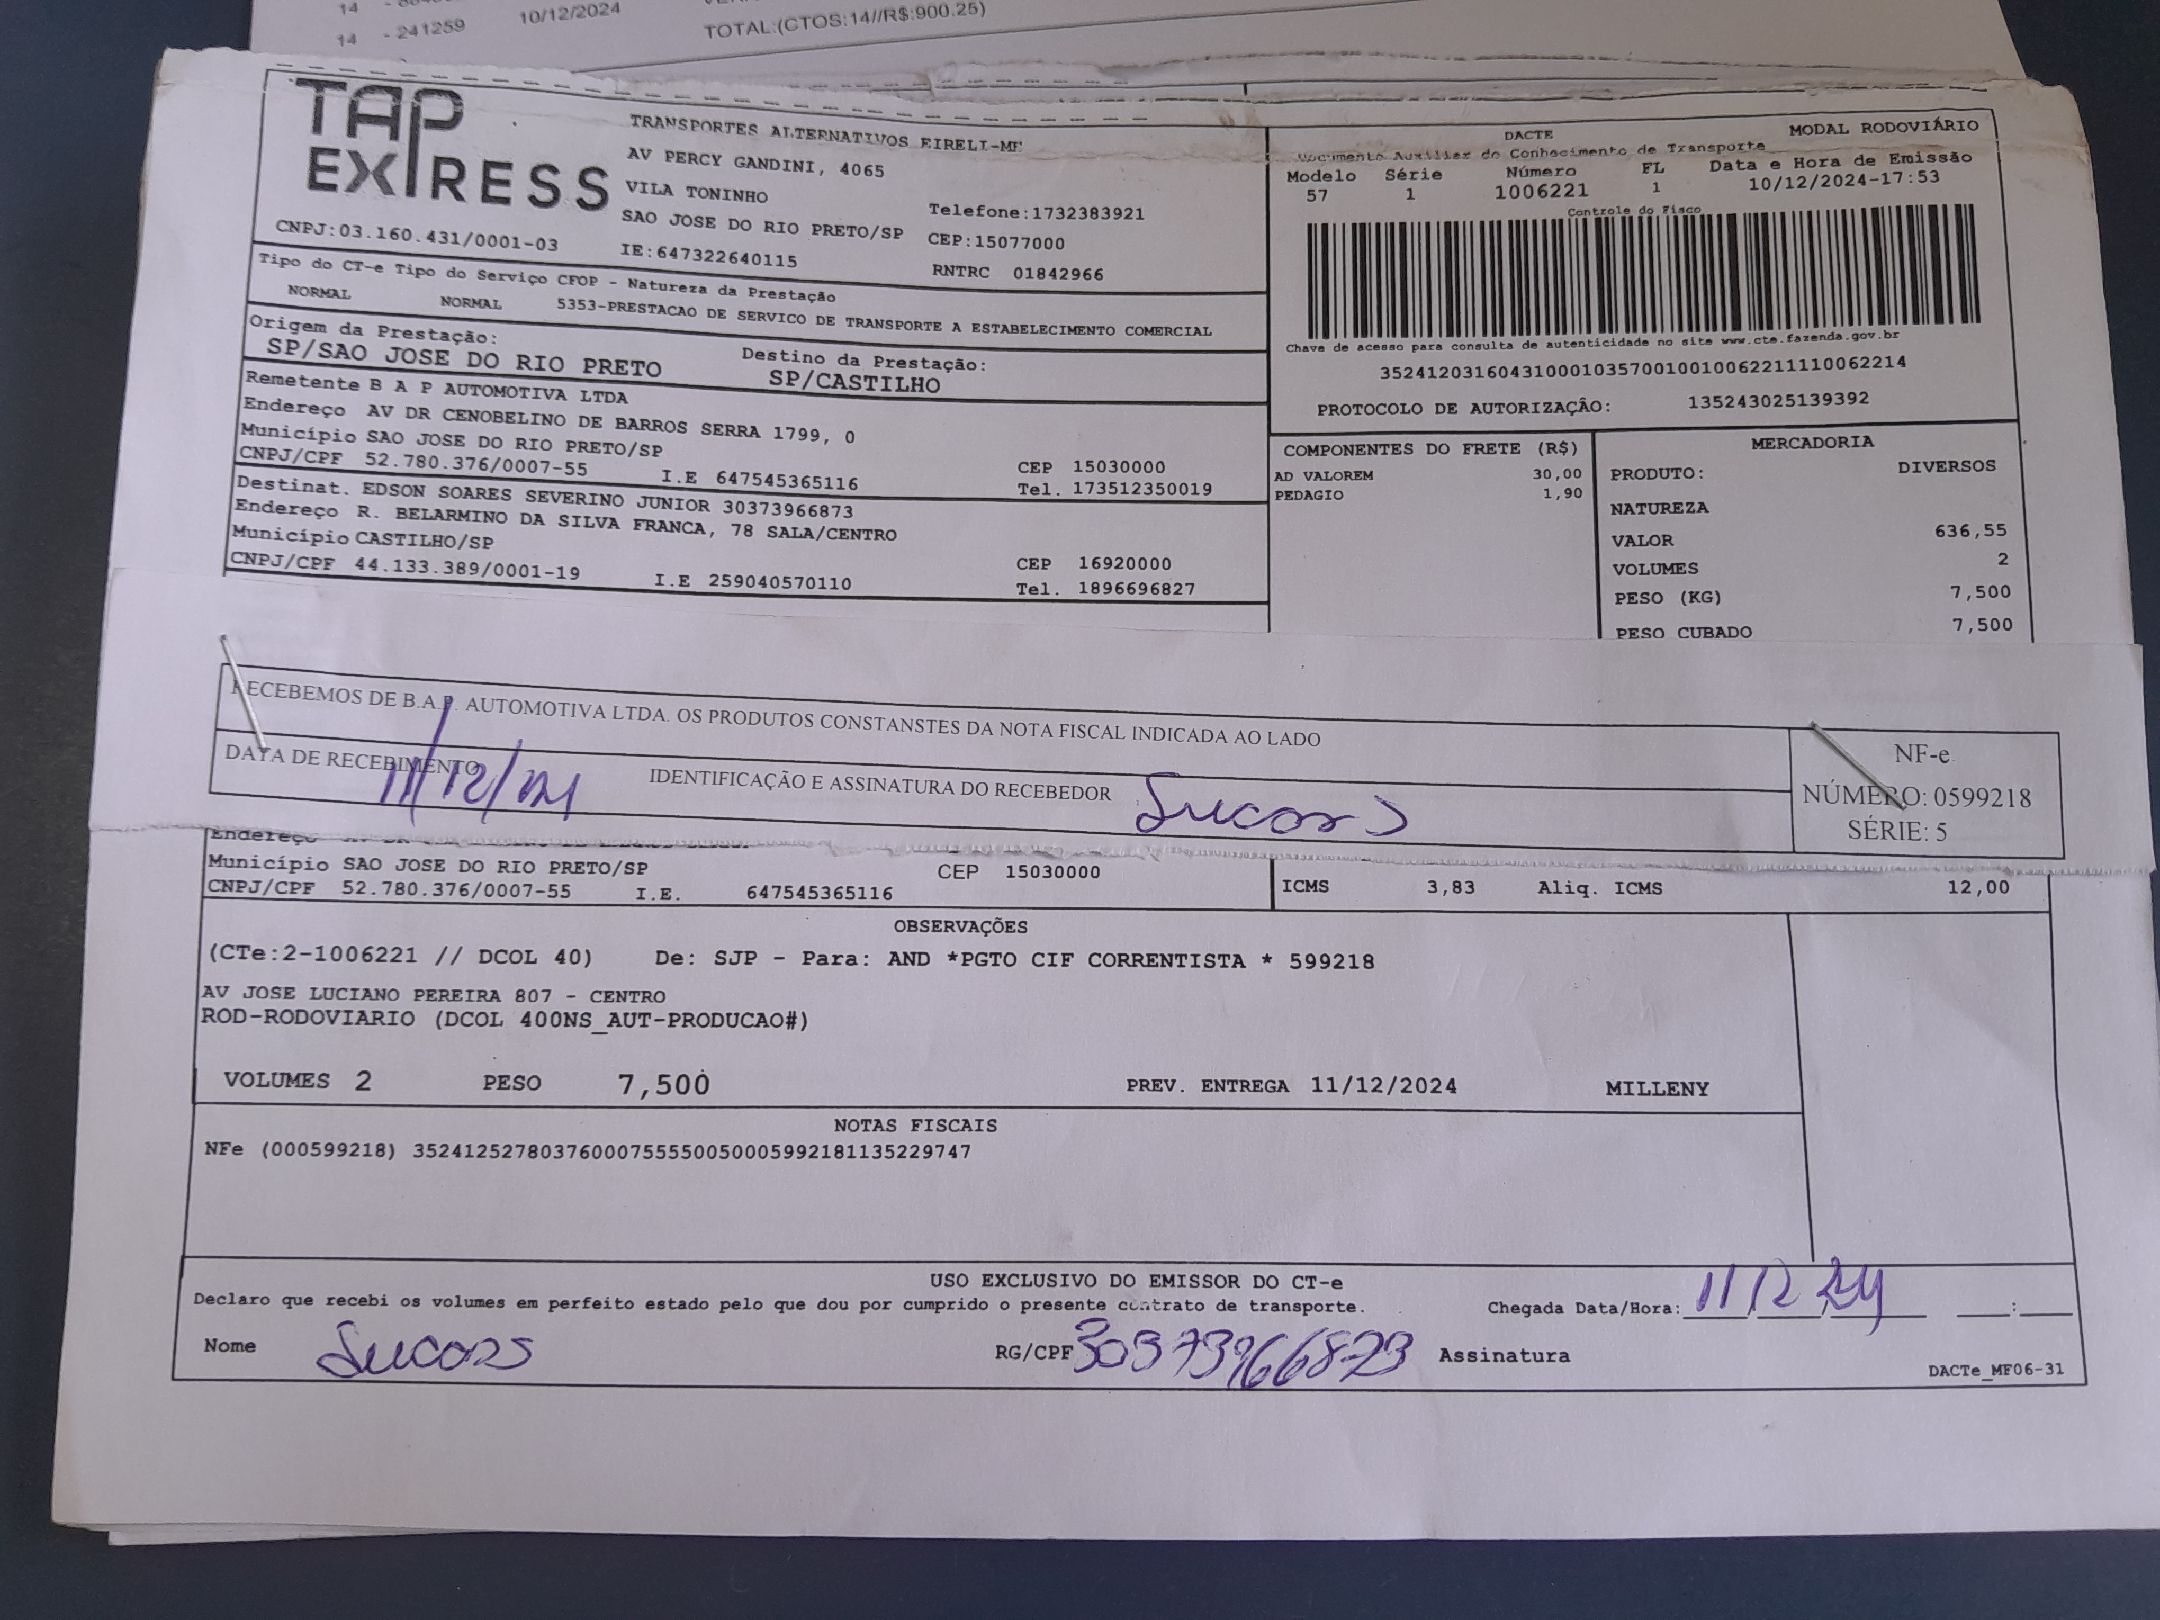 14 - 241259 10/12/2024 TOTAL:(CTOS:14//R$:900.25)
TAP EXPRESS
TRANSPORTES ALTERNATIVOS EIRELI-ME
AV PERCY GANDINI, 4065
VILA TONINHO
SAO JOSE DO RIO PRETO/SP
Telefone:1732383921
CEP:15077000
CNPJ:03.160.431/0001-03
IE:647322640115
RNTRC 01842966
DACTE
MODAL RODOVIÁRIO
Documento Auxiliar do Conhecimento de Transporte
Modelo Série Número FL Data e Hora de Emissão
57 1 1006221 1 10/12/2024-17:53
Controle do Fisco
Chave de acesso para consulta de autenticidade no site www.cte.fazenda.gov.br
35241203160431000103570010010062211110062214
PROTOCOLO DE AUTORIZAÇÃO: 135243025139392
Tipo do CT-e Tipo do Serviço CFOP - Natureza da Prestação
NORMAL NORMAL 5353-PRESTACAO DE SERVICO DE TRANSPORTE A ESTABELECIMENTO COMERCIAL
Origem da Prestação:
SP/SAO JOSE DO RIO PRETO
Destino da Prestação:
SP/CASTILHO
Remetente B A P AUTOMOTIVA LTDA
Endereço AV DR CENOBELINO DE BARROS SERRA 1799, 0
Município SAO JOSE DO RIO PRETO/SP
CEP 15030000
CNPJ/CPF 52.780.376/0007-55 I.E 647545365116
Tel. 173512350019
Destinat. EDSON SOARES SEVERINO JUNIOR 30373966873
Endereço R. BELARMINO DA SILVA FRANCA, 78 SALA/CENTRO
Município CASTILHO/SP
CEP 16920000
CNPJ/CPF 44.133.389/0001-19 I.E 259040570110
Tel. 1896696827
COMPONENTES DO FRETE (R$)
AD VALOREM 30,00
PEDAGIO 1,90
MERCADORIA
PRODUTO: DIVERSOS
NATUREZA
VALOR 636,55
VOLUMES 2
PESO (KG) 7,500
PESO CUBADO 7,500
RECEBEMOS DE B.A.P. AUTOMOTIVA LTDA. OS PRODUTOS CONSTANSTES DA NOTA FISCAL INDICADA AO LADO
DATA DE RECEBIMENTO
11/12/24
IDENTIFICAÇÃO E ASSINATURA DO RECEBEDOR
NF-e
NÚMERO: 0599218
SÉRIE: 5
Endereço
Município SAO JOSE DO RIO PRETO/SP
CEP 15030000
CNPJ/CPF 52.780.376/0007-55 I.E. 647545365116
ICMS 3,83 Aliq. ICMS 12,00
OBSERVAÇÕES
(CTe:2-1006221 // DCOL 40) De: SJP - Para: AND *PGTO CIF CORRENTISTA * 599218
AV JOSE LUCIANO PEREIRA 807 - CENTRO
ROD-RODOVIARIO (DCOL 400NS_AUT-PRODUCAO#)
VOLUMES 2 PESO 7,500 PREV. ENTREGA 11/12/2024 MILLENY
NOTAS FISCAIS
NFe (000599218) 35241252780376000755550050005992181135229747
USO EXCLUSIVO DO EMISSOR DO CT-e
Declaro que recebi os volumes em perfeito estado pelo que dou por cumprido o presente contrato de transporte.
Chegada Data/Hora: 11/12/24 __:__
Nome
RG/CPF 30373966873 Assinatura
DACTe_MF06-31